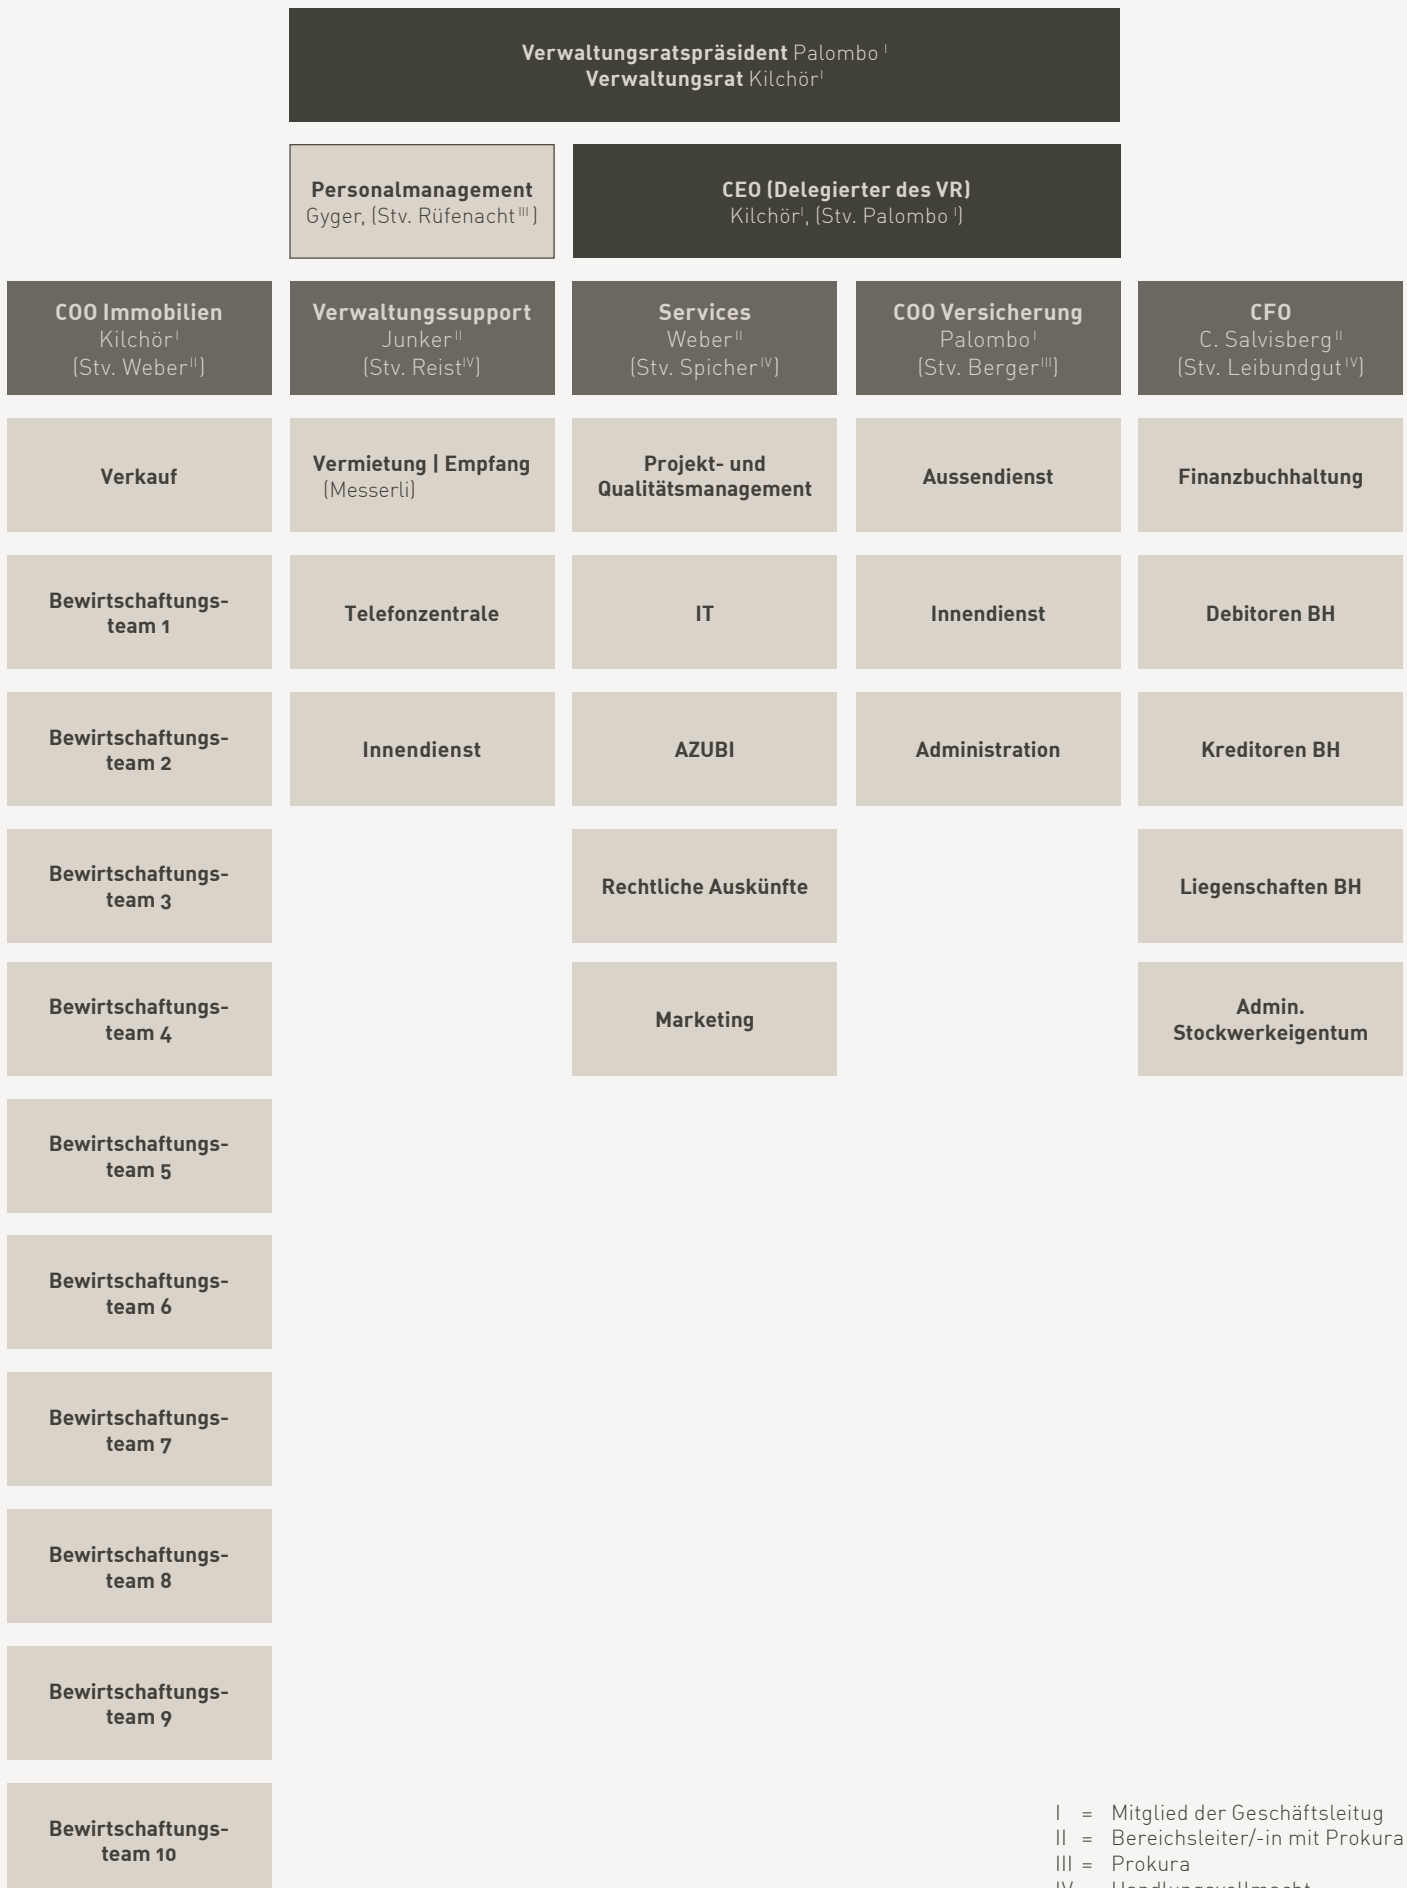 Verwaltungsratspräsident Palombo I
Verwaltungsrat Kilchör I
Personalmanagement
Gyger, (Stv. Rüfenacht III)
CEO (Delegierter des VR)
Kilchör I, (Stv. Palombo I)
COO Immobilien
Kilchör I
(Stv. Weber II)
Verwaltungssupport
Junker II
(Stv. Reist IV)
Services
Weber II
(Stv. Spicher IV)
COO Versicherung
Palombo I
(Stv. Berger III)
CFO
C. Salvisberg II
(Stv. Leibundgut IV)
Verkauf
Vermietung | Empfang
(Messerli)
Projekt- und
Qualitätsmanagement
Aussendienst
Finanzbuchhaltung
Bewirtschaftungs-
team 1
Telefonzentrale
IT
Innendienst
Debitoren BH
Bewirtschaftungs-
team 2
Innendienst
AZUBI
Administration
Kreditoren BH
Bewirtschaftungs-
team 3
Rechtliche Auskünfte
Liegenschaften BH
Bewirtschaftungs-
team 4
Marketing
Admin.
Stockwerkeigentum
Bewirtschaftungs-
team 5
Bewirtschaftungs-
team 6
Bewirtschaftungs-
team 7
Bewirtschaftungs-
team 8
Bewirtschaftungs-
team 9
Bewirtschaftungs-
team 10
I = Mitglied der Geschäftsleitug
II = Bereichsleiter/-in mit Prokura
III = Prokura
IV = Handlungsvollmacht